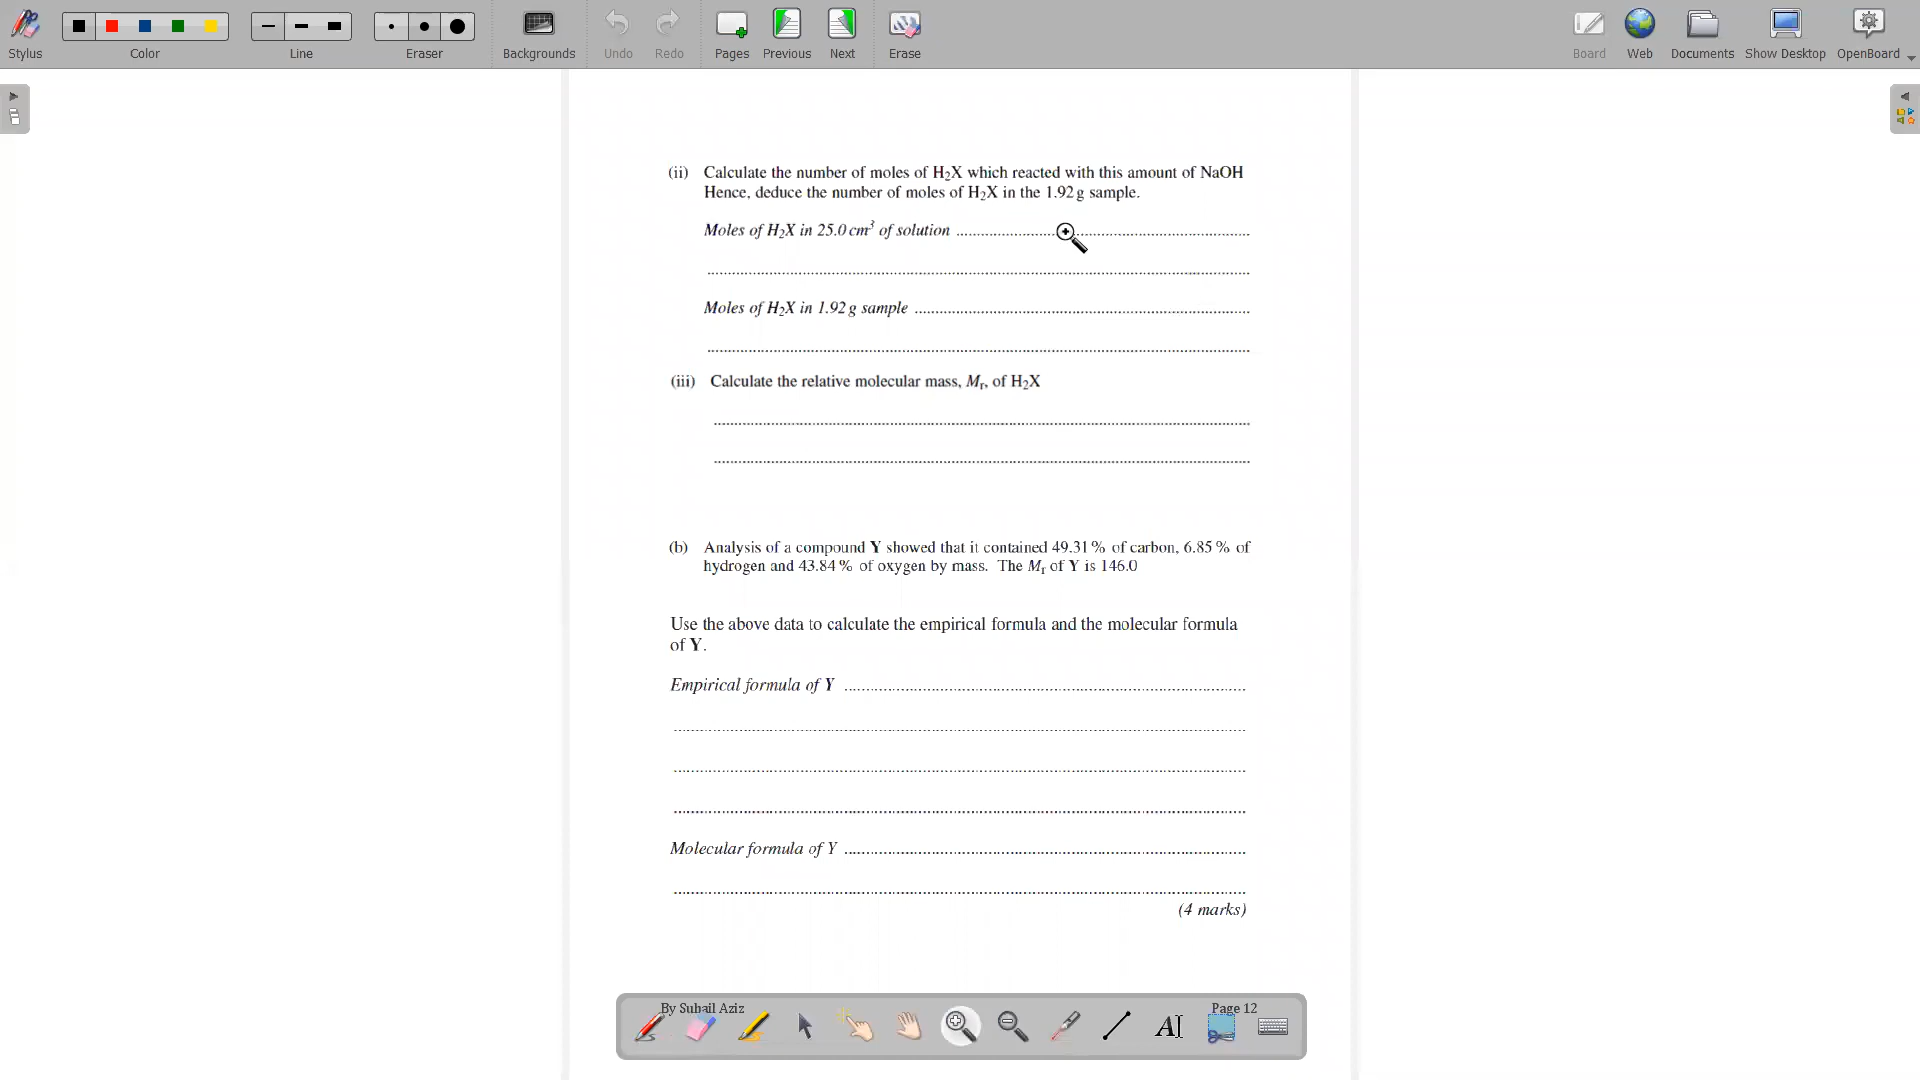 Stylus
Color
Line
Eraser
Backgrounds
Undo
Redo
Pages
Previous
Next
Erase
Board
Web
Documents
Show Desktop
OpenBoard
(ii) Calculate the number of moles of H₂X which reacted with this amount of NaOH
Hence, deduce the number of moles of H₂X in the 1.92 g sample.
Moles of H₂X in 25.0 cm³ of solution
Moles of H₂X in 1.92 g sample
(iii) Calculate the relative molecular mass, Mᵣ, of H₂X
(b) Analysis of a compound Y showed that it contained 49.31 % of carbon, 6.85 % of
hydrogen and 43.84 % of oxygen by mass. The Mᵣ of Y is 146.0
Use the above data to calculate the empirical formula and the molecular formula
of Y.
Empirical formula of Y
Molecular formula of Y
(4 marks)
By Suhail Aziz
Page 12